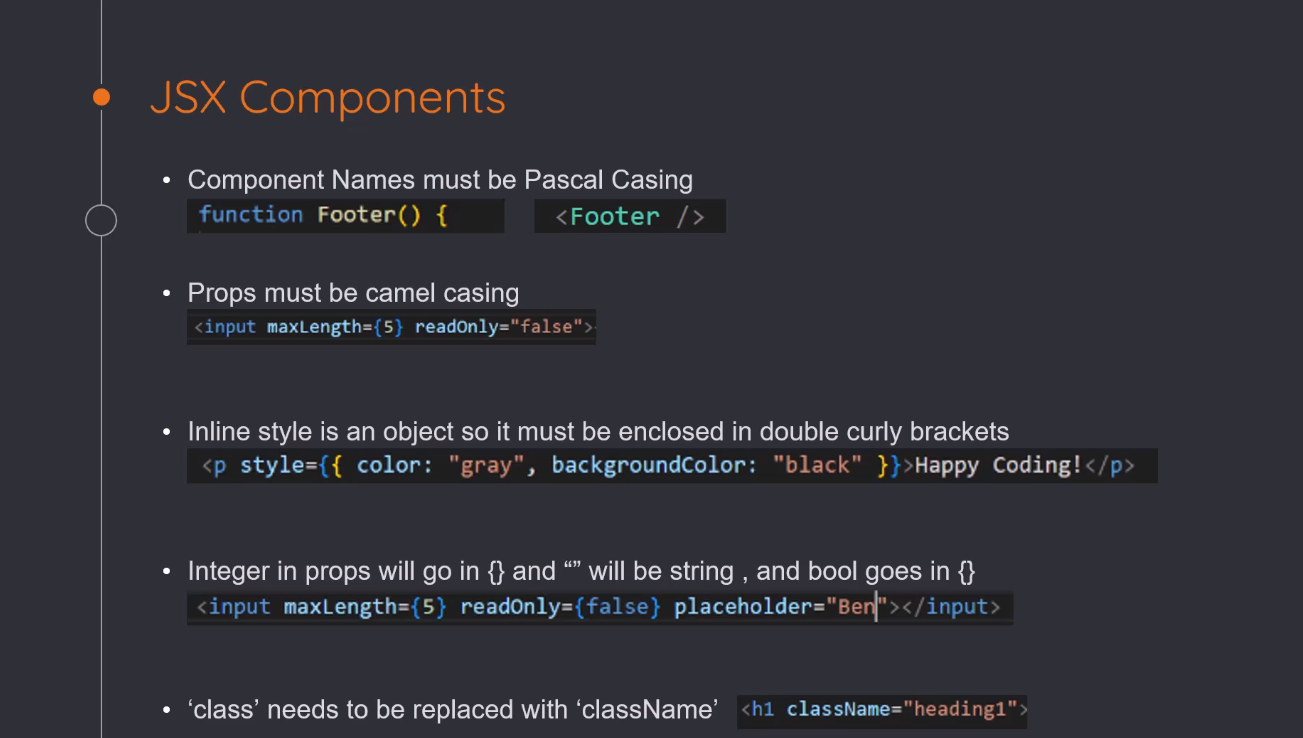 JSX Components
• Component Names must be Pascal Casing
function Footer() { <Footer />
• Props must be camel casing
<input maxLength={5} readOnly="false">
• Inline style is an object so it must be enclosed in double curly brackets
<p style={{ color: "gray", backgroundColor: "black" }}>Happy Coding!</p>
• Integer in props will go in {} and “” will be string , and bool goes in {}
<input maxLength={5} readOnly={false} placeholder="Ben"></input>
• ‘class’ needs to be replaced with ‘className’ <h1 className="heading1">